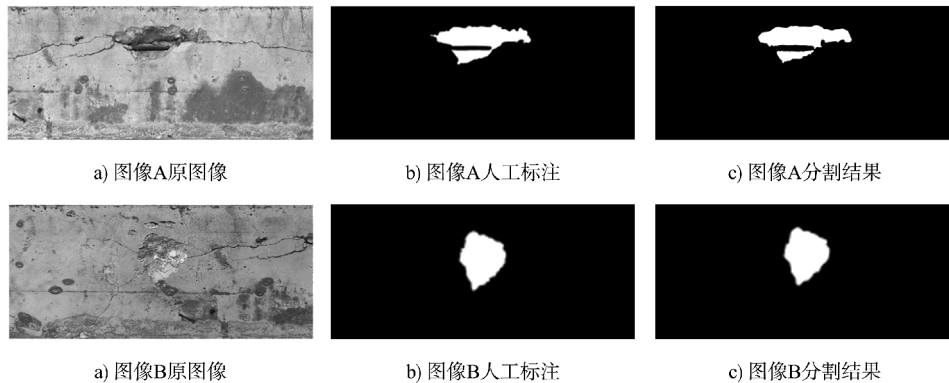 a) 图像A原图像
b) 图像A人工标注
c) 图像A分割结果
a) 图像B原图像
b) 图像B人工标注
c) 图像B分割结果